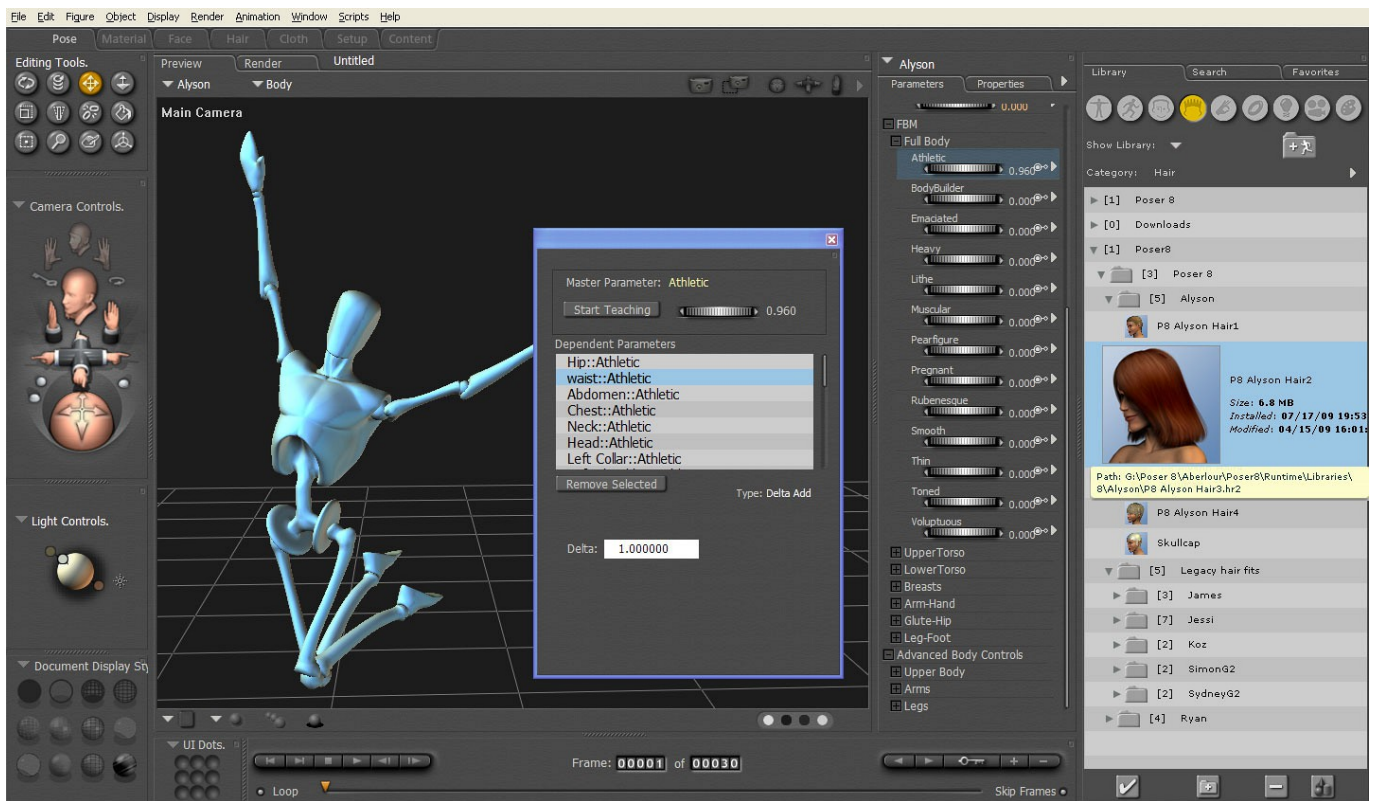 File Edit Figure Object Display Render Animation Window Scripts Help
Pose Material Face Hair Cloth Setup Content
Editing Tools.
Preview Render Untitled
Alyson Body
Main Camera
Camera Controls.
Light Controls.
Document Display Sty
UI Dots.
Master Parameter: Athletic
Start Teaching 0.960
Dependent Parameters
Hip::Athletic
waist::Athletic
Abdomen::Athletic
Chest::Athletic
Neck::Athletic
Head::Athletic
Left Collar::Athletic
Remove Selected
Type: Delta Add
Delta: 1.000000
Frame: 00001 of 00030
Loop
Skip Frames
Alyson
Parameters Properties
0.000
FBM
Full Body
Athletic
0.960
BodyBuilder
0.000
Emaciated
0.000
Heavy
0.000
Lithe
0.000
Muscular
0.000
Pearfigure
0.000
Pregnant
0.000
Rubenesque
0.000
Smooth
0.000
Thin
0.000
Toned
0.000
Voluptuous
0.000
UpperTorso
LowerTorso
Breasts
Arm-Hand
Glute-Hip
Leg-Foot
Advanced Body Controls
Upper Body
Arms
Legs
Library Search Favorites
Show Library:
Category: Hair
[1] Poser 8
[0] Downloads
[1] Poser8
[3] Poser 8
[5] Alyson
P8 Alyson Hair1
P8 Alyson Hair2
Size: 6.8 MB
Installed: 07/17/09 19:53
Modified: 04/15/09 16:01:
Path: G:\Poser 8\Aberlour\Poser8\Runtime\Libraries\
8\Alyson\P8 Alyson Hair3.hr2
P8 Alyson Hair4
Skullcap
[5] Legacy hair fits
[3] James
[7] Jessi
[2] Koz
[2] SimonG2
[2] SydneyG2
[4] Ryan